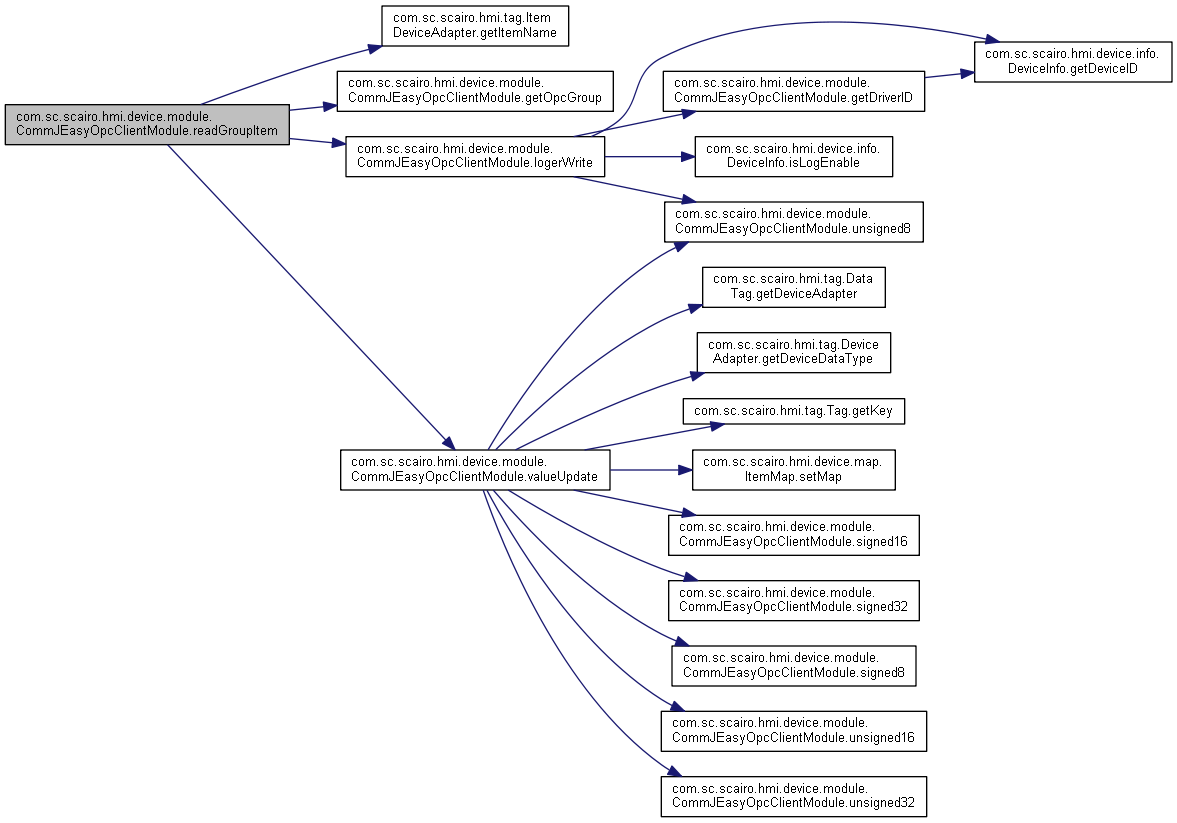 com.sc.scairo.hmi.tag.Item
DeviceAdapter.getItemName
com.sc.scairo.hmi.device.info.
DeviceInfo.getDeviceID
com.sc.scairo.hmi.device.module.
CommJEasyOpcClientModule.getOpcGroup
com.sc.scairo.hmi.device.module.
CommJEasyOpcClientModule.getDriverID
com.sc.scairo.hmi.device.module.
CommJEasyOpcClientModule.readGroupItem
com.sc.scairo.hmi.device.module.
CommJEasyOpcClientModule.logerWrite
com.sc.scairo.hmi.device.info.
DeviceInfo.isLogEnable
com.sc.scairo.hmi.device.module.
CommJEasyOpcClientModule.unsigned8
com.sc.scairo.hmi.tag.Data
Tag.getDeviceAdapter
com.sc.scairo.hmi.tag.Device
Adapter.getDeviceDataType
com.sc.scairo.hmi.tag.Tag.getKey
com.sc.scairo.hmi.device.module.
CommJEasyOpcClientModule.valueUpdate
com.sc.scairo.hmi.device.map.
ItemMap.setMap
com.sc.scairo.hmi.device.module.
CommJEasyOpcClientModule.signed16
com.sc.scairo.hmi.device.module.
CommJEasyOpcClientModule.signed32
com.sc.scairo.hmi.device.module.
CommJEasyOpcClientModule.signed8
com.sc.scairo.hmi.device.module.
CommJEasyOpcClientModule.unsigned16
com.sc.scairo.hmi.device.module.
CommJEasyOpcClientModule.unsigned32